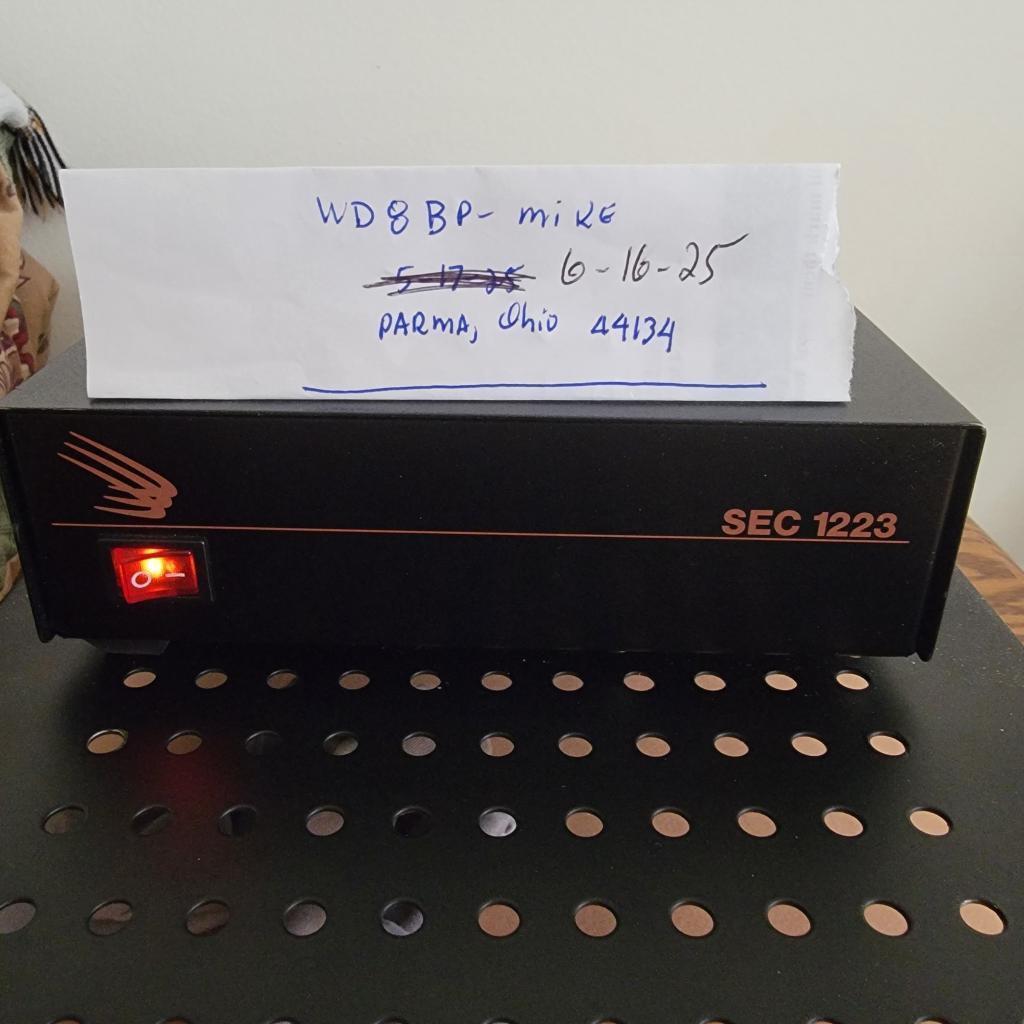 WD8BP- mike
5-17-25 6-16-25
PARMA, Ohio 44134
SEC 1223
O -